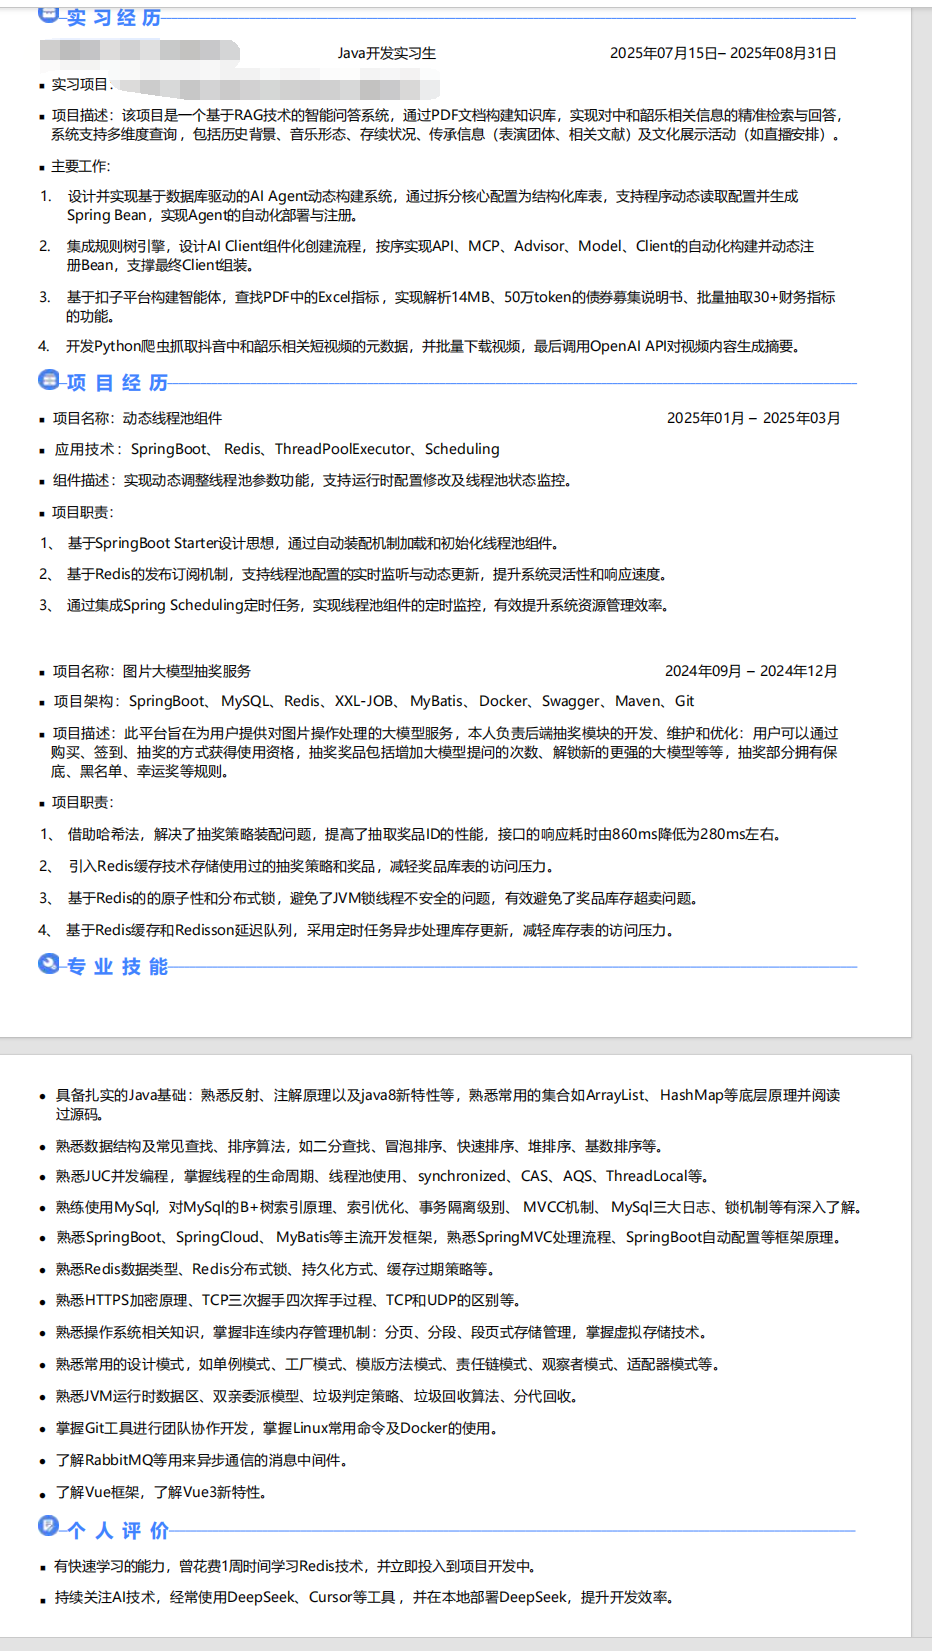 实习经历
Java开发实习生 2025年07月15日– 2025年08月31日
▪ 实习项目:
▪ 项目描述：该项目是一个基于RAG技术的智能问答系统，通过PDF文档构建知识库，实现对中和韶乐相关信息的精准检索与回答，
系统支持多维度查询，包括历史背景、音乐形态、存续状况、传承信息（表演团体、相关文献）及文化展示活动（如直播安排）。
▪ 主要工作:
1. 设计并实现基于数据库驱动的AI Agent动态构建系统，通过拆分核心配置为结构化库表，支持程序动态读取配置并生成
Spring Bean，实现Agent的自动化部署与注册。
2. 集成规则树引擎，设计AI Client组件化创建流程，按序实现API、MCP、Advisor、Model、Client的自动化构建并动态注
册Bean，支撑最终Client组装。
3. 基于扣子平台构建智能体，查找PDF中的Excel指标，实现解析14MB、50万token的债券募集说明书、批量抽取30+财务指标
的功能。
4. 开发Python爬虫抓取抖音中和韶乐相关短视频的元数据，并批量下载视频，最后调用OpenAI API对视频内容生成摘要。
项目经历
▪ 项目名称：动态线程池组件 2025年01月 – 2025年03月
▪ 应用技术：SpringBoot、 Redis、ThreadPoolExecutor、Scheduling
▪ 组件描述：实现动态调整线程池参数功能，支持运行时配置修改及线程池状态监控。
▪ 项目职责：
1、 基于SpringBoot Starter设计思想，通过自动装配机制加载和初始化线程池组件。
2、 基于Redis的发布订阅机制，支持线程池配置的实时监听与动态更新，提升系统灵活性和响应速度。
3、 通过集成Spring Scheduling定时任务，实现线程池组件的定时监控，有效提升系统资源管理效率。
▪ 项目名称：图片大模型抽奖服务 2024年09月 – 2024年12月
▪ 项目架构：SpringBoot、 MySQL、Redis、XXL-JOB、MyBatis、Docker、Swagger、Maven、Git
▪ 项目描述：此平台旨在为用户提供对图片操作处理的大模型服务，本人负责后端抽奖模块的开发、维护和优化：用户可以通过
购买、签到、抽奖的方式获得使用资格，抽奖奖品包括增加大模型提问的次数、解锁新的更强的大模型等等，抽奖部分拥有保
底、黑名单、幸运奖等规则。
▪ 项目职责：
1、 借助哈希法，解决了抽奖策略装配问题，提高了抽取奖品ID的性能，接口的响应耗时由860ms降低为280ms左右。
2、 引入Redis缓存技术存储使用过的抽奖策略和奖品，减轻奖品库表的访问压力。
3、 基于Redis的的原子性和分布式锁，避免了JVM锁线程不安全的问题，有效避免了奖品库存超卖问题。
4、 基于Redis缓存和Redisson延迟队列，采用定时任务异步处理库存更新，减轻库存表的访问压力。
专业技能
● 具备扎实的Java基础：熟悉反射、注解原理以及java8新特性等，熟悉常用的集合如ArrayList、HashMap等底层原理并阅读
过源码。
● 熟悉数据结构及常见查找、排序算法，如二分查找、冒泡排序、快速排序、堆排序、基数排序等。
● 熟悉JUC并发编程，掌握线程的生命周期、线程池使用、synchronized、CAS、AQS、ThreadLocal等。
● 熟练使用MySql，对MySql的B+树索引原理、索引优化、事务隔离级别、 MVCC机制、 MySql三大日志、锁机制等有深入了解。
● 熟悉SpringBoot、SpringCloud、 MyBatis等主流开发框架，熟悉SpringMVC处理流程、SpringBoot自动配置等框架原理。
● 熟悉Redis数据类型、Redis分布式锁、持久化方式、缓存过期策略等。
● 熟悉HTTPS加密原理、TCP三次握手四次挥手过程、TCP和UDP的区别等。
● 熟悉操作系统相关知识，掌握非连续内存管理机制：分页、分段、段页式存储管理，掌握虚拟存储技术。
● 熟悉常用的设计模式，如单例模式、工厂模式、模版方法模式、责任链模式、观察者模式、适配器模式等。
● 熟悉JVM运行时数据区、双亲委派模型、垃圾判定策略、垃圾回收算法、分代回收。
● 掌握Git工具进行团队协作开发，掌握Linux常用命令及Docker的使用。
● 了解RabbitMQ等用来异步通信的消息中间件。
● 了解Vue框架，了解Vue3新特性。
个人评价
▪ 有快速学习的能力，曾花费1周时间学习Redis技术，并立即投入到项目开发中。
▪ 持续关注AI技术，经常使用DeepSeek、Cursor等工具，并在本地部署DeepSeek，提升开发效率。